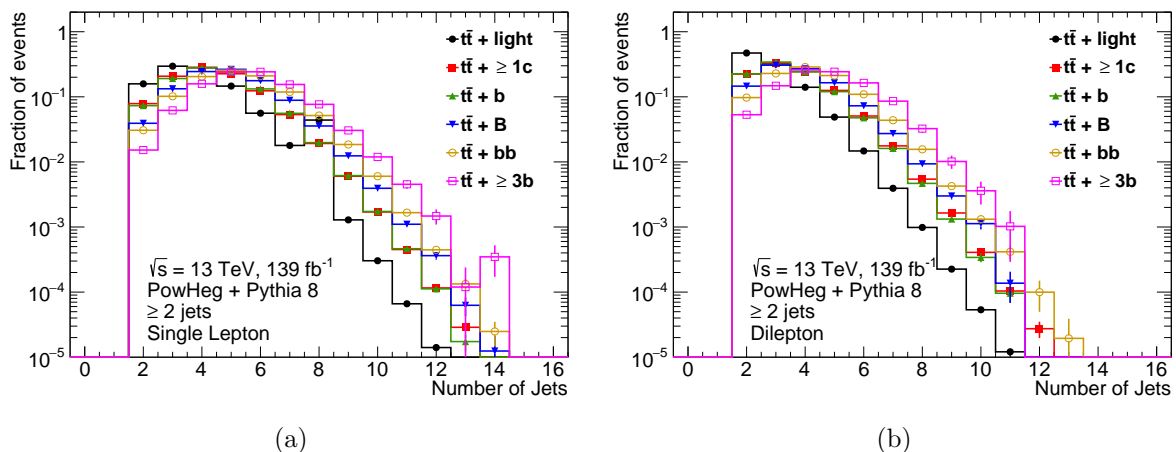 Fraction of events
1
10⁻¹
10⁻²
10⁻³
10⁻⁴
10⁻⁵
tt̄ + light
tt̄ + ≥ 1c
tt̄ + b
tt̄ + B
tt̄ + bb
tt̄ + ≥ 3b
√s = 13 TeV, 139 fb⁻¹
PowHeg + Pythia 8
≥ 2 jets
Single Lepton
0 2 4 6 8 10 12 14 16
Number of Jets
(a)
Fraction of events
1
10⁻¹
10⁻²
10⁻³
10⁻⁴
10⁻⁵
tt̄ + light
tt̄ + ≥ 1c
tt̄ + b
tt̄ + B
tt̄ + bb
tt̄ + ≥ 3b
√s = 13 TeV, 139 fb⁻¹
PowHeg + Pythia 8
≥ 2 jets
Dilepton
0 2 4 6 8 10 12 14 16
Number of Jets
(b)